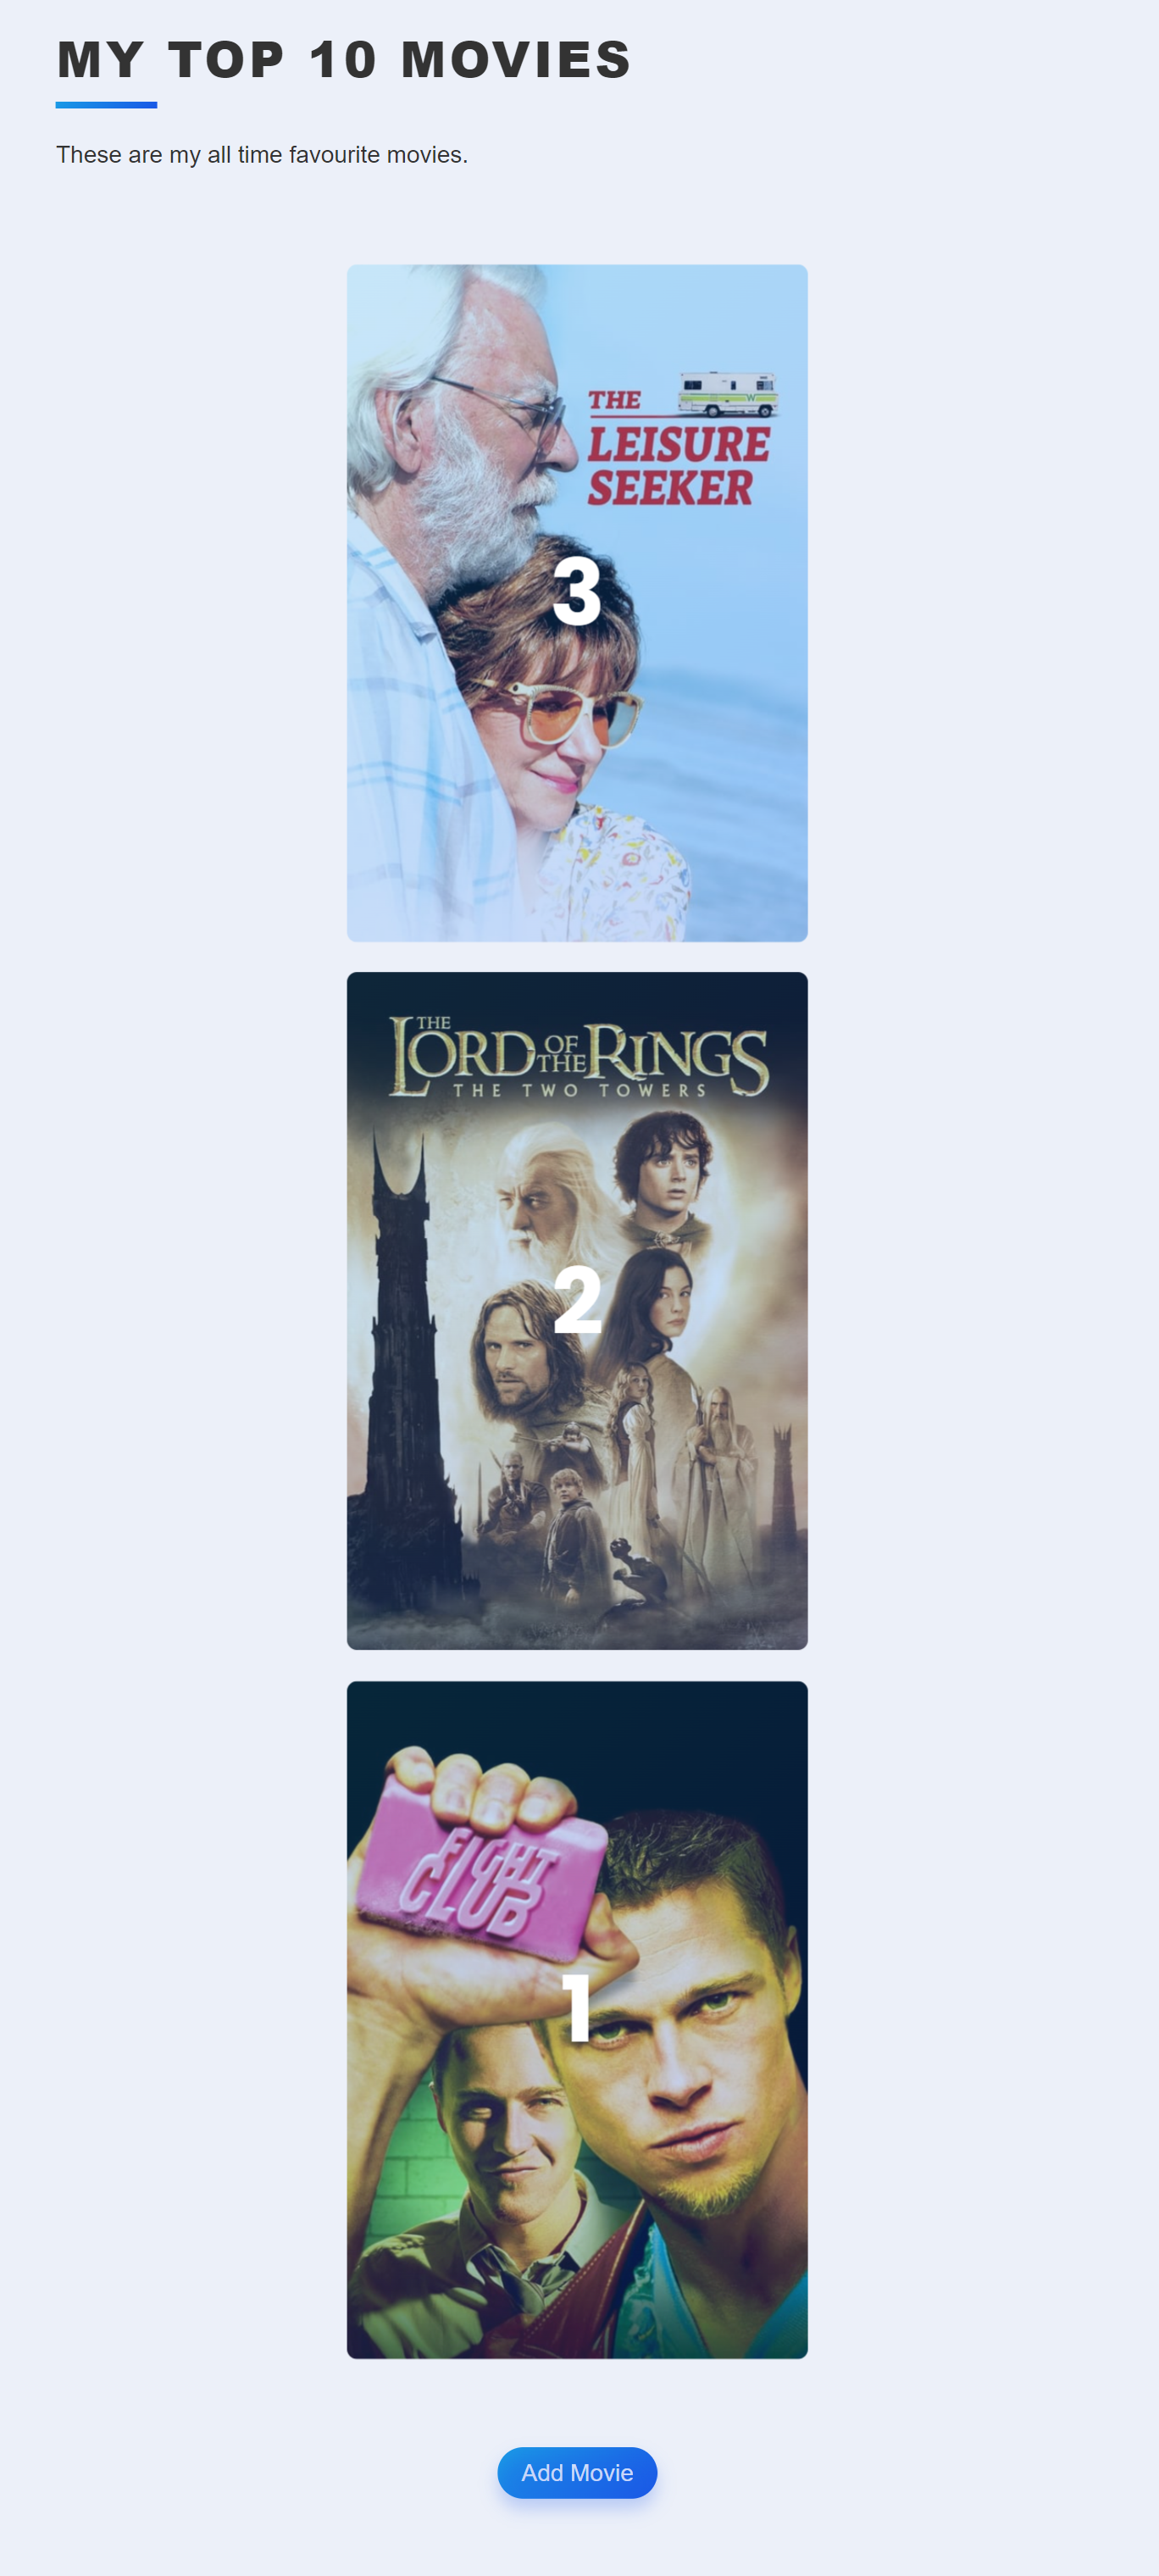 MY TOP 10 MOVIES
These are my all time favourite movies.
THE
LEISURE
SEEKER
3
THE
LORD OF THE RINGS
THE TWO TOWERS
2
FIGHT
CLUB
1
Add Movie